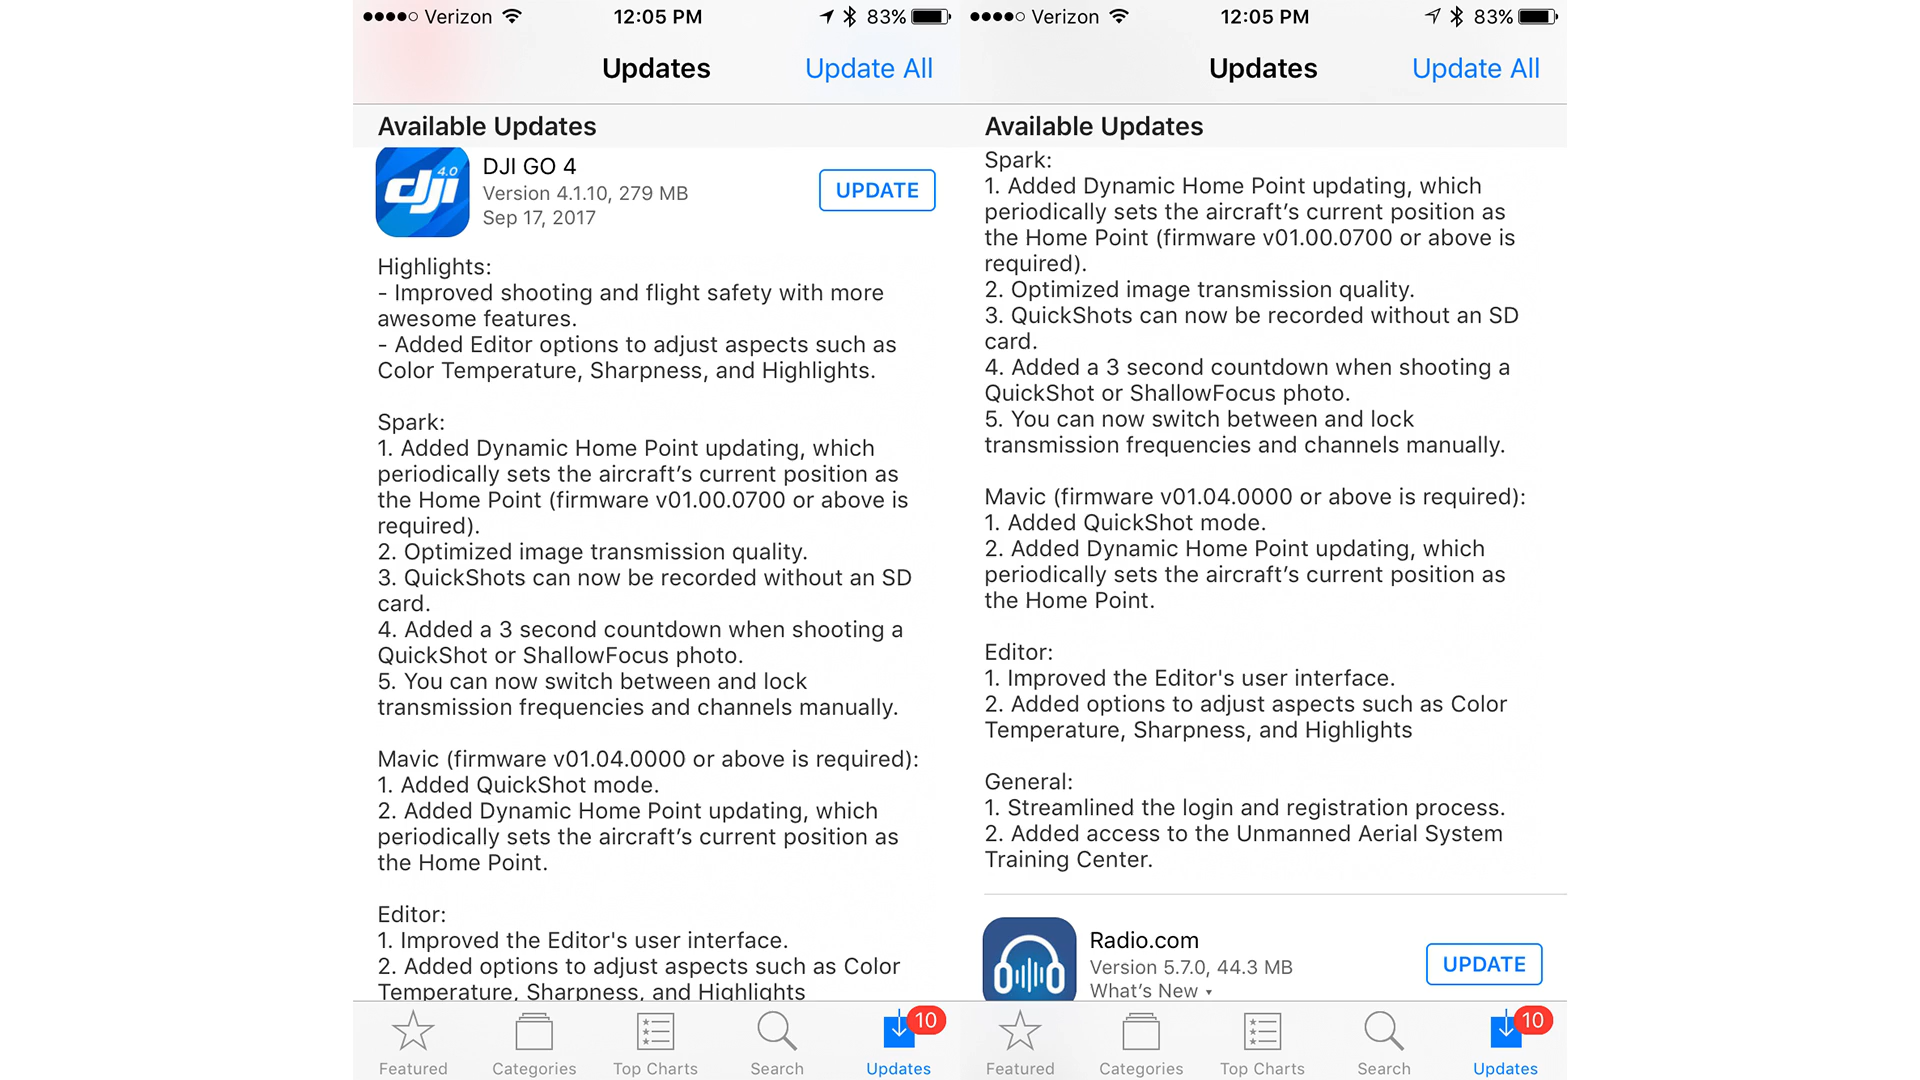 Verizon 12:05 PM 83%
Updates Update All
Available Updates
4.0
dji
DJI GO 4
Version 4.1.10, 279 MB
Sep 17, 2017
UPDATE
Highlights:
- Improved shooting and flight safety with more
awesome features.
- Added Editor options to adjust aspects such as
Color Temperature, Sharpness, and Highlights.
Spark:
1. Added Dynamic Home Point updating, which
periodically sets the aircraft’s current position as
the Home Point (firmware v01.00.0700 or above is
required).
2. Optimized image transmission quality.
3. QuickShots can now be recorded without an SD
card.
4. Added a 3 second countdown when shooting a
QuickShot or ShallowFocus photo.
5. You can now switch between and lock
transmission frequencies and channels manually.
Mavic (firmware v01.04.0000 or above is required):
1. Added QuickShot mode.
2. Added Dynamic Home Point updating, which
periodically sets the aircraft’s current position as
the Home Point.
Editor:
1. Improved the Editor's user interface.
2. Added options to adjust aspects such as Color
Temperature, Sharpness, and Highlights
Featured Categories Top Charts Search Updates 10
Verizon 12:05 PM 83%
Updates Update All
Available Updates
Spark:
1. Added Dynamic Home Point updating, which
periodically sets the aircraft’s current position as
the Home Point (firmware v01.00.0700 or above is
required).
2. Optimized image transmission quality.
3. QuickShots can now be recorded without an SD
card.
4. Added a 3 second countdown when shooting a
QuickShot or ShallowFocus photo.
5. You can now switch between and lock
transmission frequencies and channels manually.
Mavic (firmware v01.04.0000 or above is required):
1. Added QuickShot mode.
2. Added Dynamic Home Point updating, which
periodically sets the aircraft’s current position as
the Home Point.
Editor:
1. Improved the Editor's user interface.
2. Added options to adjust aspects such as Color
Temperature, Sharpness, and Highlights
General:
1. Streamlined the login and registration process.
2. Added access to the Unmanned Aerial System
Training Center.
Radio.com
Version 5.7.0, 44.3 MB
What’s New
UPDATE
Featured Categories Top Charts Search Updates 10